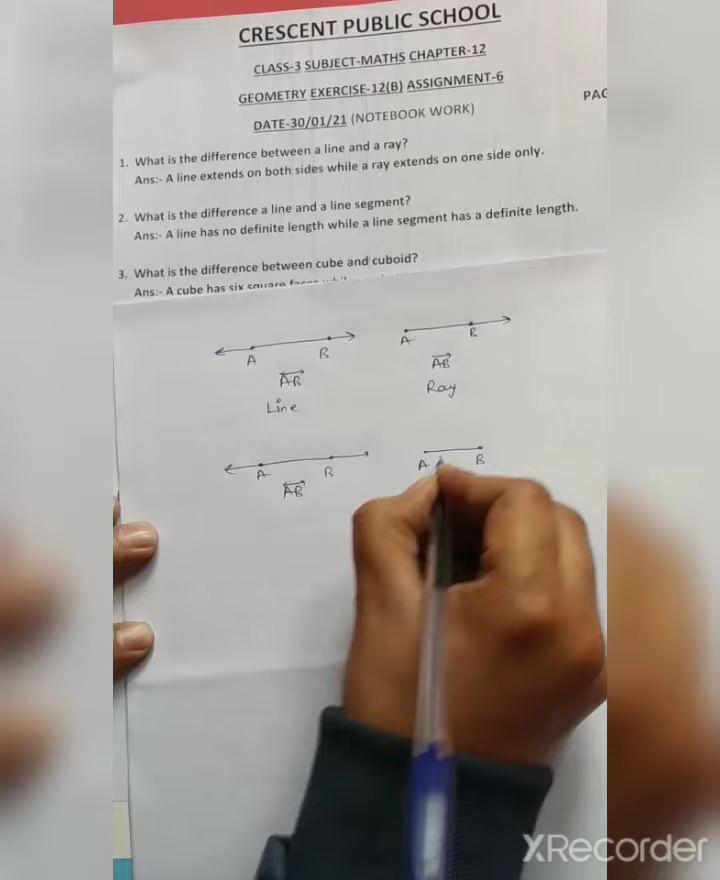 CRESCENT PUBLIC SCHOOL
CLASS-3 SUBJECT-MATHS CHAPTER-12
GEOMETRY EXERCISE-12(B) ASSIGNMENT-6
PAG
DATE-30/01/21 (NOTEBOOK WORK)
1. What is the difference between a line and a ray?
Ans:- A line extends on both sides while a ray extends on one side only.
2. What is the difference a line and a line segment?
Ans:- A line has no definite length while a line segment has a definite length.
3. What is the difference between cube and cuboid?
Ans:- A cube has six square
A B A B
AB AB
Line Ray
A B A B
AB
XRecorder